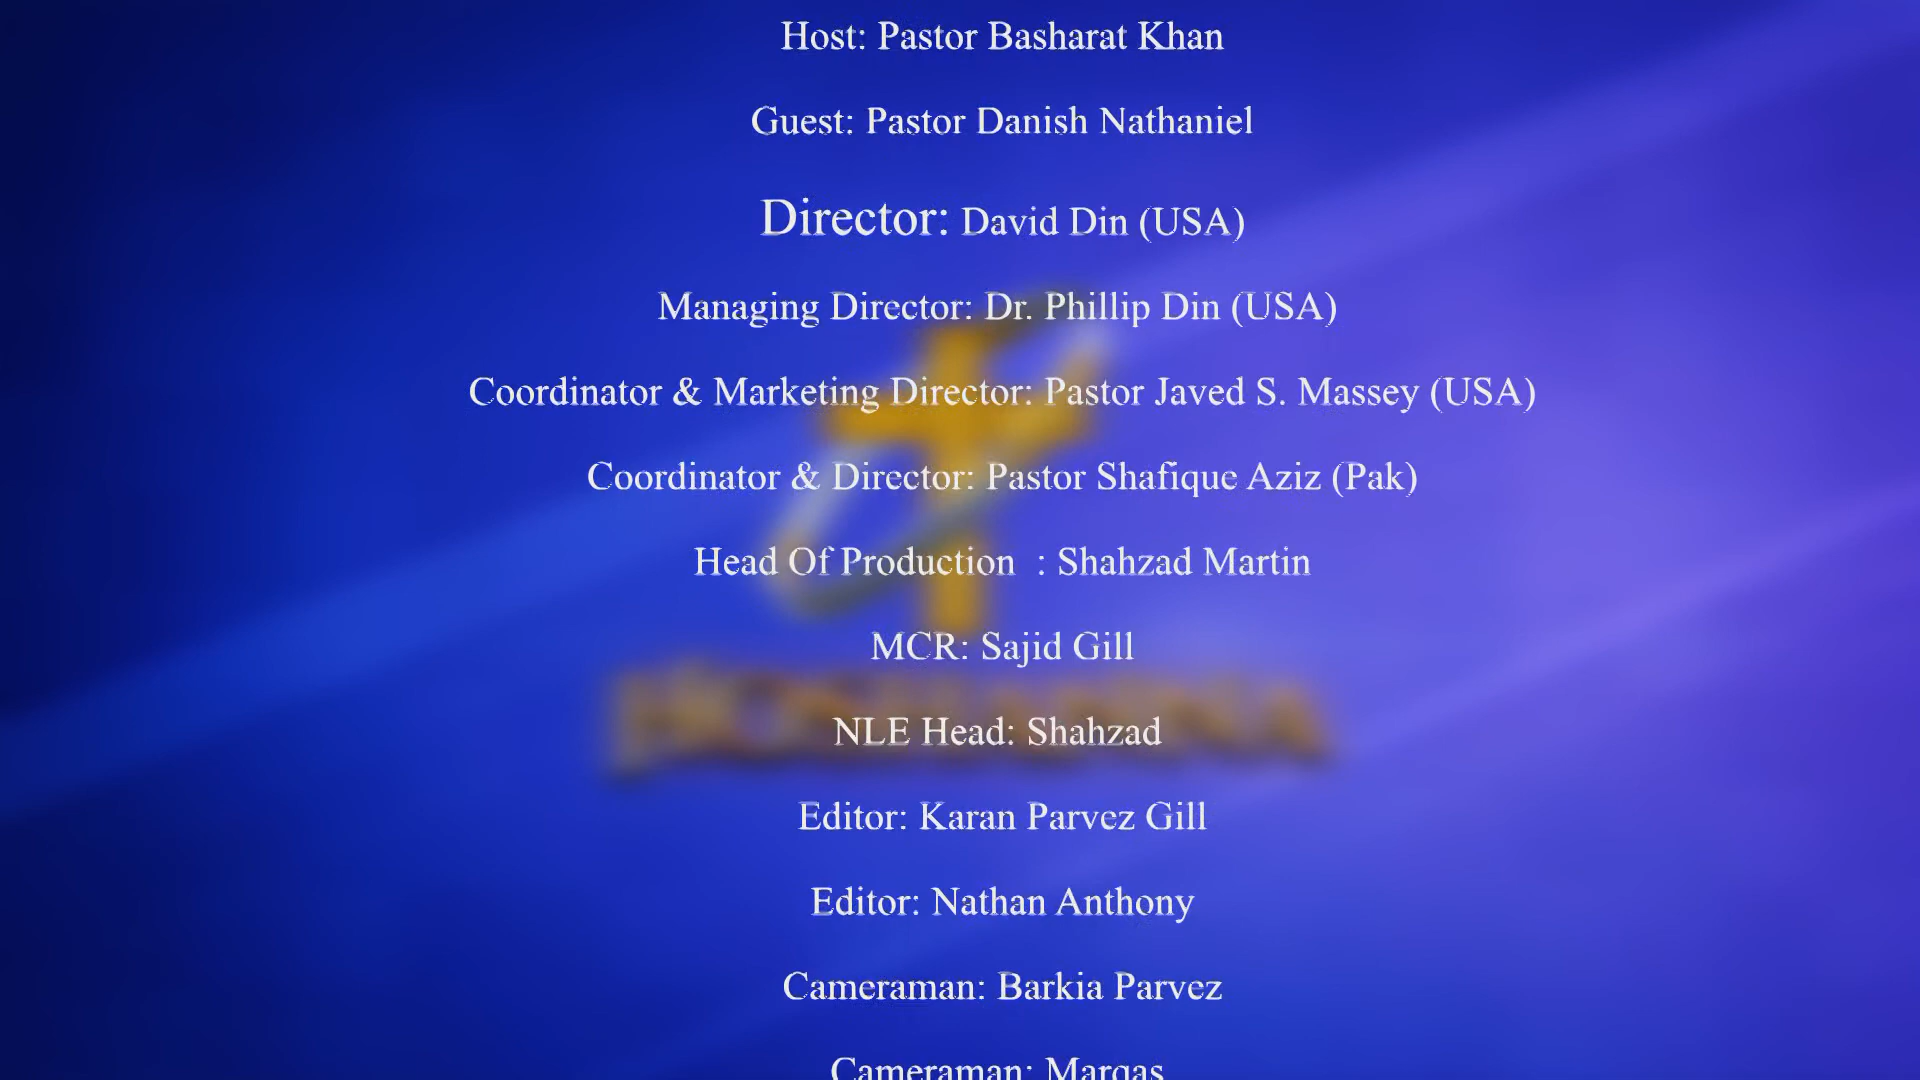 Host: Pastor Basharat Khan
Guest: Pastor Danish Nathaniel
Director: David Din (USA)
Managing Director: Dr. Phillip Din (USA)
Coordinator & Marketing Director: Pastor Javed S. Massey (USA)
Coordinator & Director: Pastor Shafique Aziz (Pak)
Head Of Production  : Shahzad Martin
MCR: Sajid Gill
NLE Head: Shahzad
Editor: Karan Parvez Gill
Editor: Nathan Anthony
Cameraman: Barkia Parvez
Cameraman: Marqas